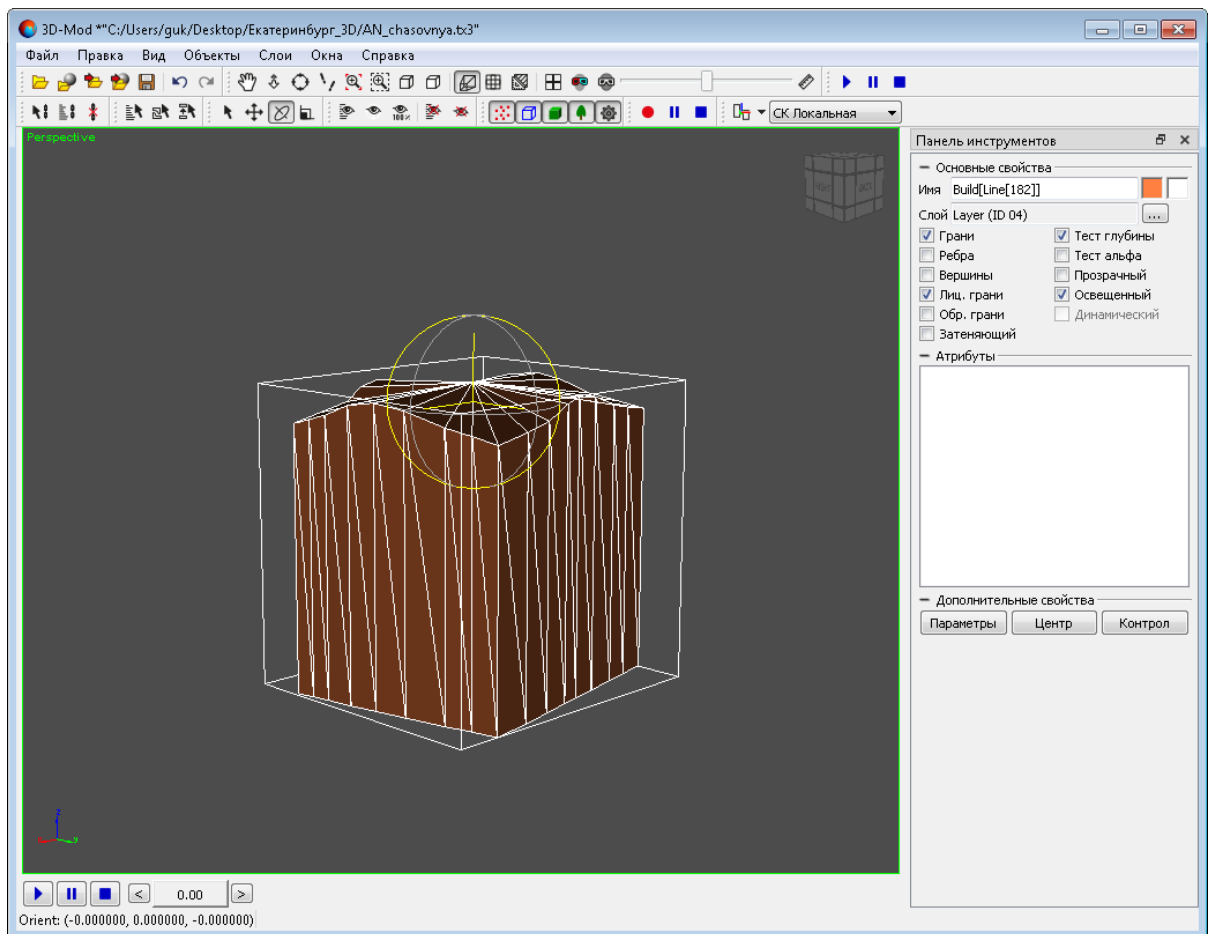 3D-Mod *"C:/Users/guk/Desktop/Екатеринбург_3D/AN_chasovnya.tx3"
Файл Правка Вид Объекты Слои Окна Справка
100%
СК Локальная
Perspective
Панель инструментов
Основные свойства
Имя Build[Line[182]]
Слой Layer (ID 04) ...
Грани Тест глубины
Ребра Тест альфа
Вершины Прозрачный
Лиц. грани Освещенный
Обр. грани Динамический
Затеняющий
Атрибуты
Дополнительные свойства
Параметры Центр Контрол
z
y
< 0.00 >
Orient: (-0.000000, 0.000000, -0.000000)